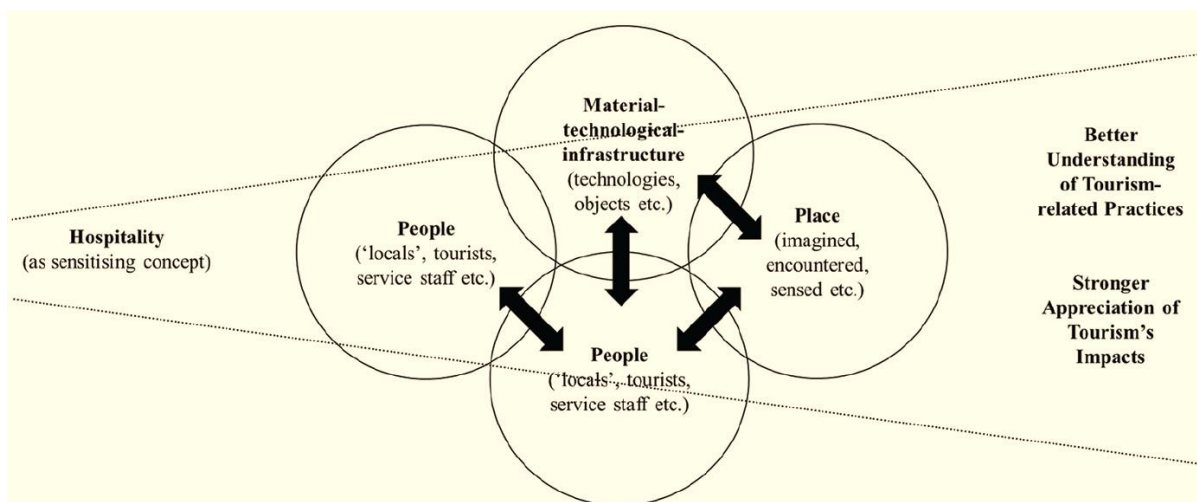 Hospitality
(as sensitising concept)
People
(‘locals’, tourists,
service staff etc.)
Material-
technological-
infrastructure
(technologies,
objects etc.)
People
(‘locals’, tourists,
service staff etc.)
Place
(imagined,
encountered,
sensed etc.)
Better
Understanding
of Tourism-
related Practices
Stronger
Appreciation of
Tourism’s
Impacts